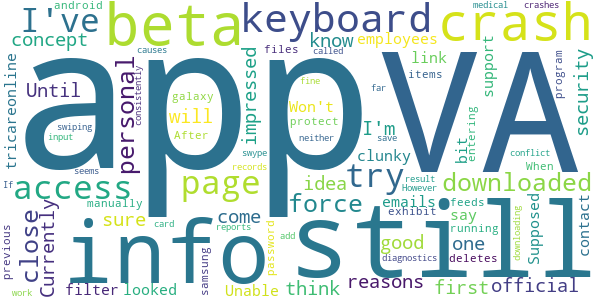 android
medical
crashes
I've
beta
keyboard
crash
concept
causes
files
called
know
employees
link
program
tricareonline
Until
consistently
galaxy
will
After
impressed
fine
Won't
protect
far
items
support
security
app
VA
personal
swiping
input
seems
neither
swype
save
I'm
clunky
bit
entering
conflict
When
If
manually
access
page
records
idea
try
result
However
downloaded
card
reports
force
emails
exhibit
feeds
say
running
Supposed
contact
previous
close
Currently
info
still
sure
come
add
good
one
diagnostics
deletes
downloading
work
filter
looked
samsung
Unable
password
think
reasons
first
official